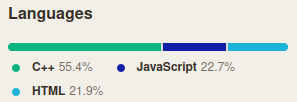 Languages
C++ 55.4% JavaScript 22.7%
HTML 21.9%